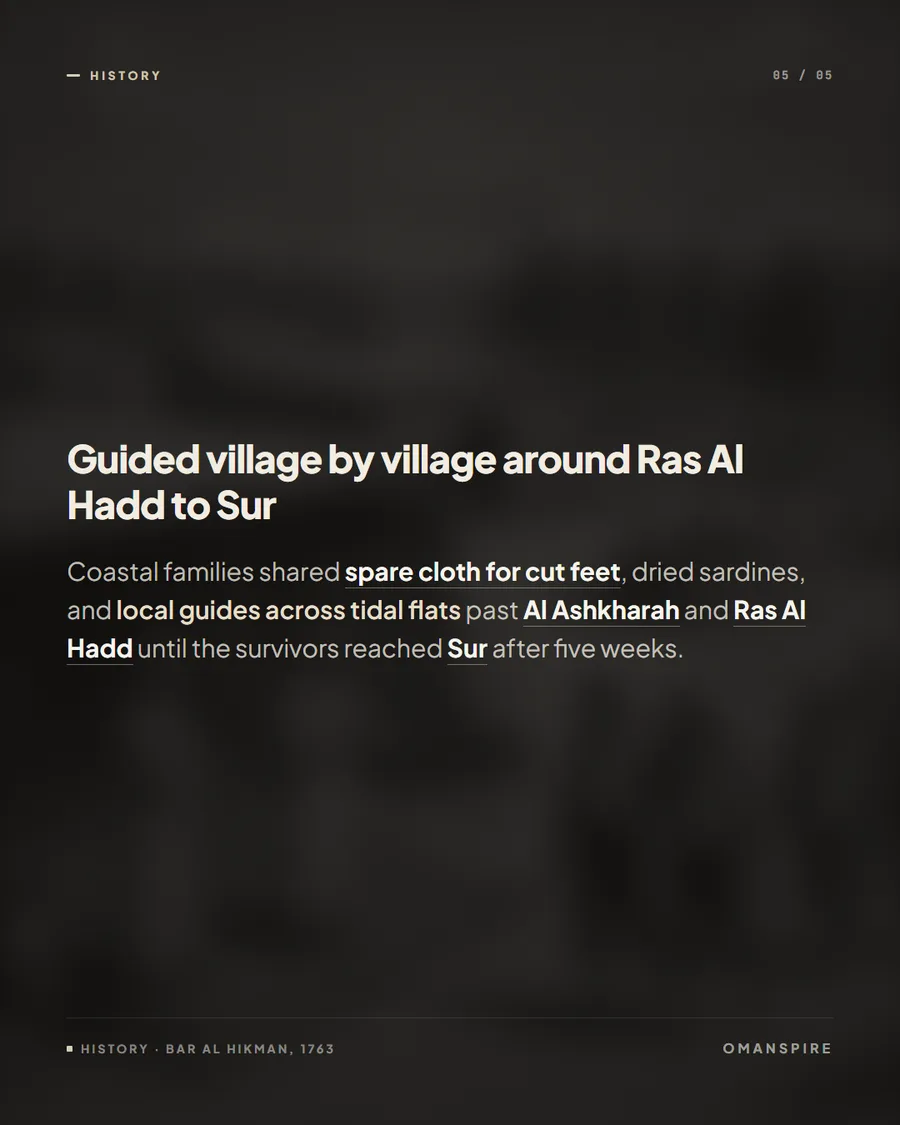 — HISTORY
05 / 05
Guided village by village around Ras Al
Hadd to Sur
Coastal families shared spare cloth for cut feet, dried sardines,
and local guides across tidal flats past Al Ashkharah and Ras Al
Hadd until the survivors reached Sur after five weeks.
HISTORY · BAR AL HIKMAN, 1763
OMANSPIRE